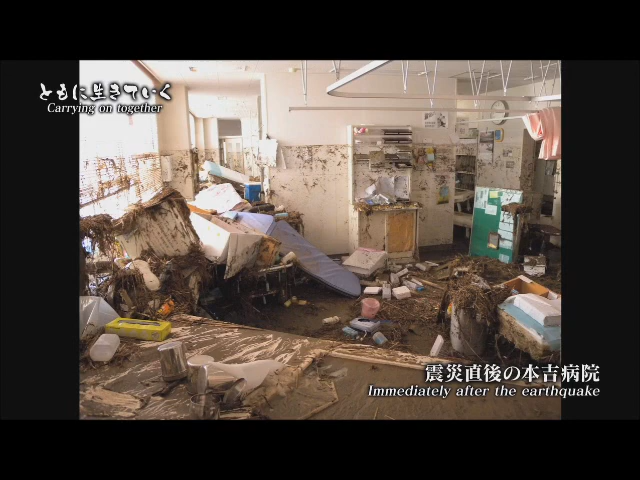 ともに生きていく
Carrying on together
震災直後の本吉病院
Immediately after the earthquake